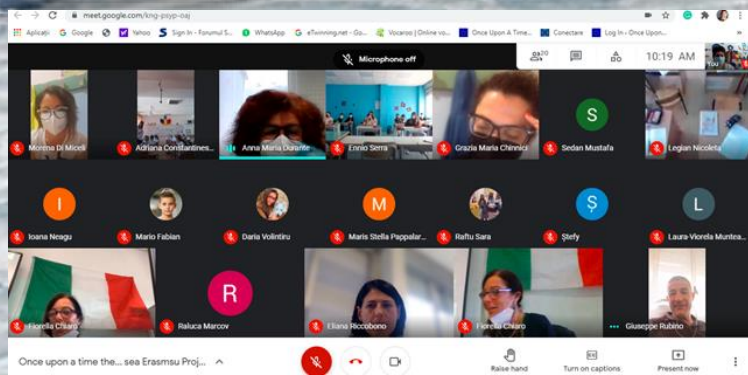 meet.google.com/kng-psyp-oaj
Aplicații Google Yahoo Sign In - Forumul S... WhatsApp eTwinning.net - Go... Vocaroo | Online vo... Once Upon A Time... Conectare Log In ‹ Once Upon...
Microphone off
20
10:19 AM
You
Morena Di Miceli
Adriana Constantines...
Anna Maria Durante
Ennio Serra
Grazia Maria Chinnici
S
Sedan Mustafa
Legian Nicoleta
I
Ioana Neagu
Mario Fabian
Daria Volintiru
M
Maris Stella Pappalar...
Raftu Sara
Ș
Ștefy
L
Laura-Viorela Muntea...
Fiorella Chiaro
R
Raluca Marcov
Eliana Riccobono
Fiorella Chiaro
Giuseppe Rubino
Once upon a time the... sea Erasmsu Proj...
Raise hand
Turn on captions
Present now